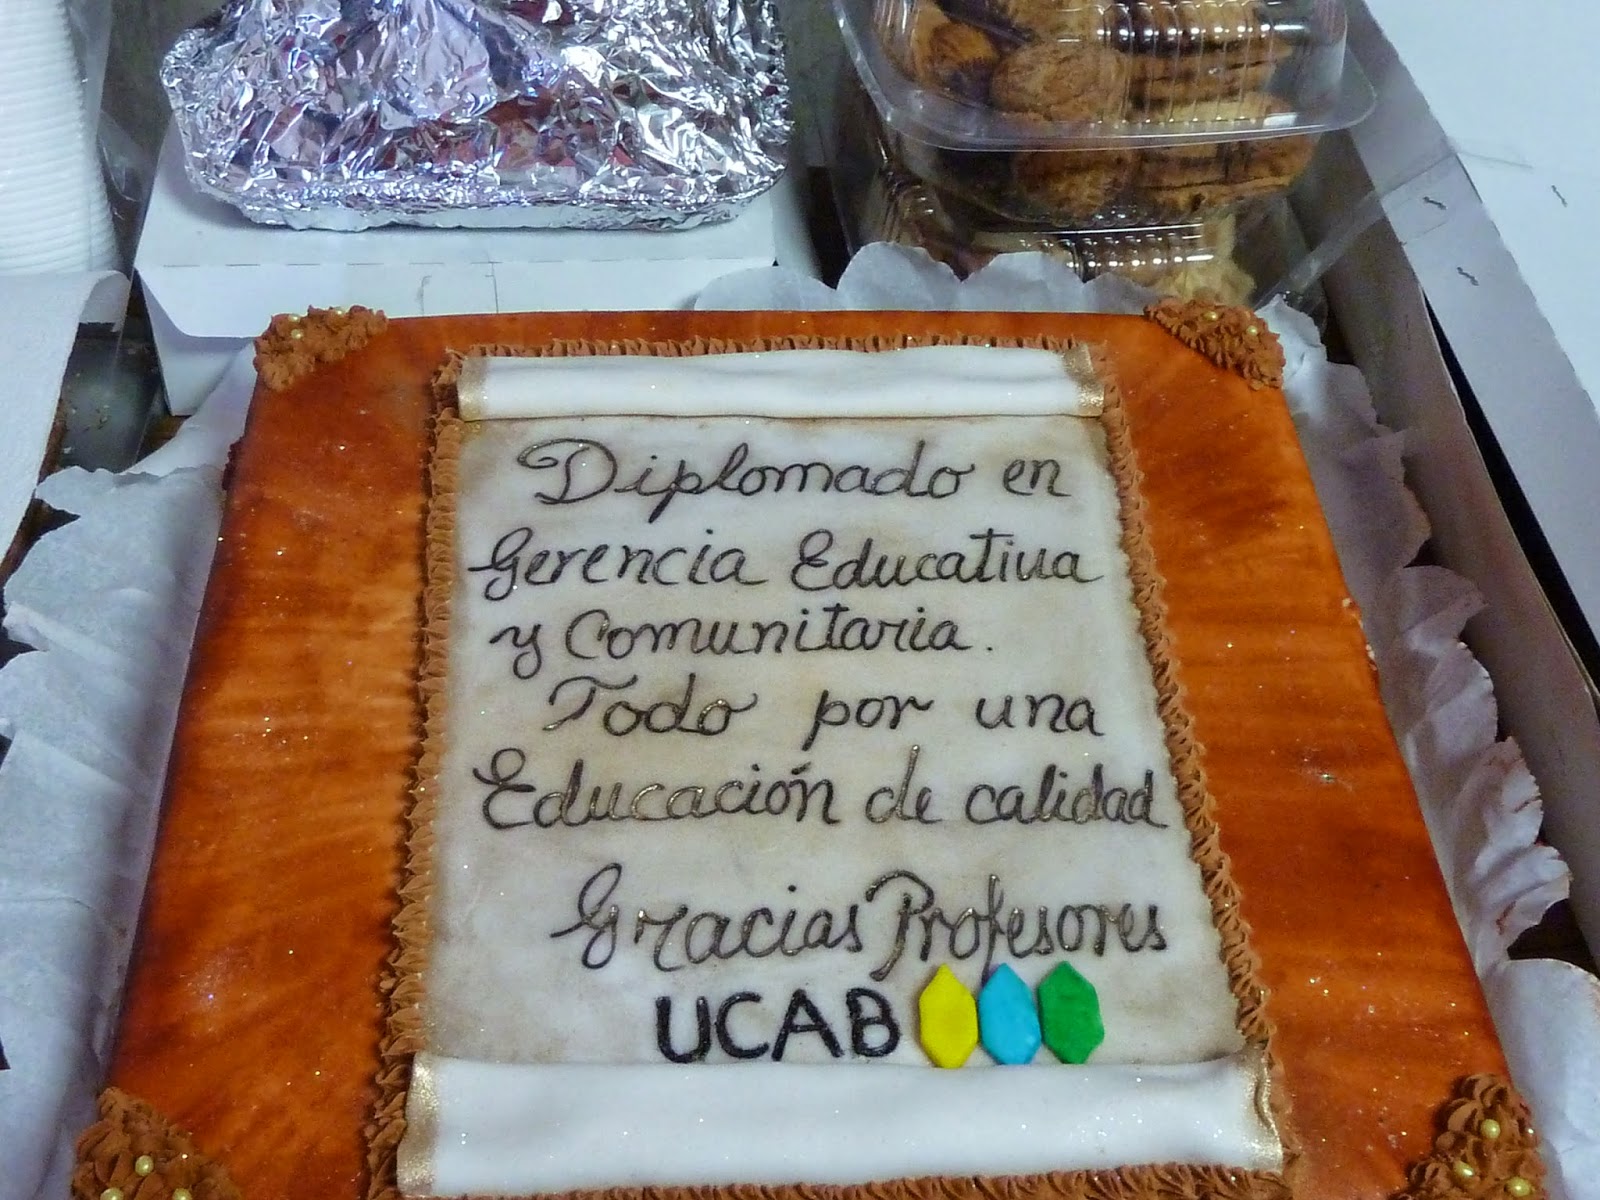 Diplomado en
Gerencia Educativa
y Comunitaria.
Todo por una
Educación de calidad
Gracias Profesores
UCAB